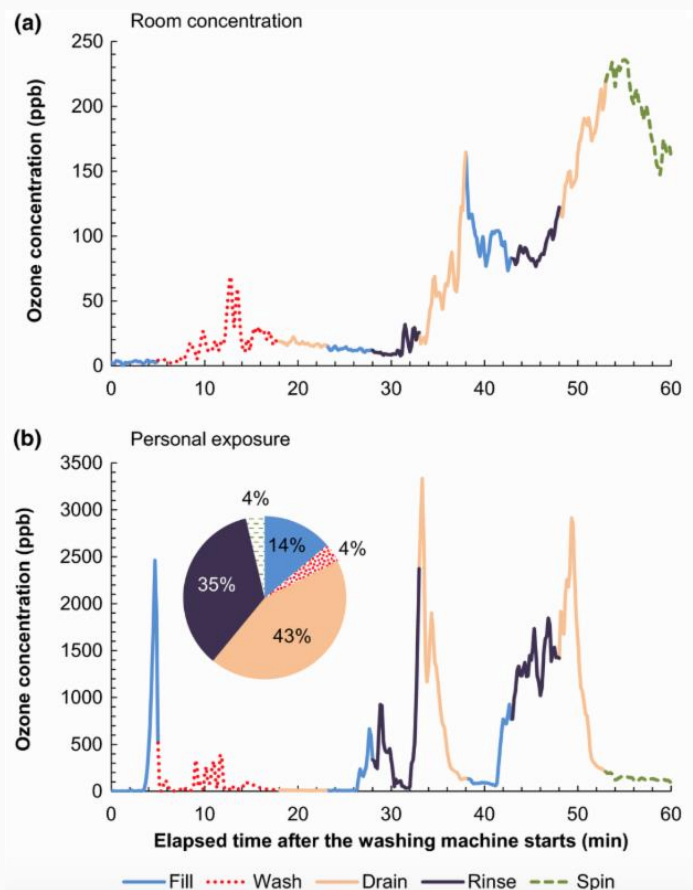 (a) Room concentration
Ozone concentration (ppb)
250
200
150
100
50
0
0 10 20 30 40 50 60
(b) Personal exposure
Ozone concentration (ppb)
3500
3000
2500
2000
1500
1000
500
0
4%
14%
4%
35%
43%
0 10 20 30 40 50 60
Elapsed time after the washing machine starts (min)
Fill Wash Drain Rinse Spin